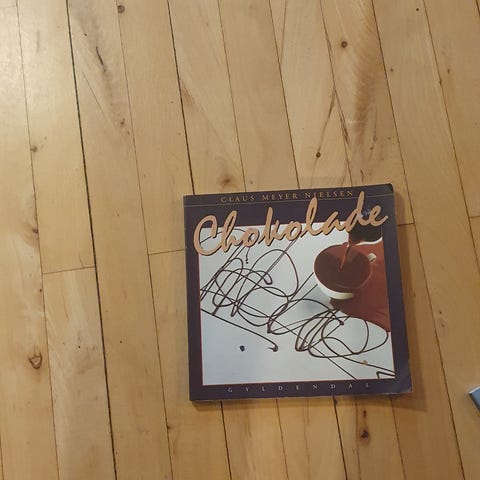 CLAUS MEYER NIELSEN
Chokolade
GYLDENDAL